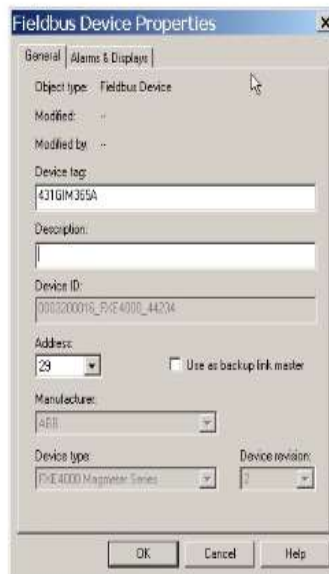 Fieldbus Device Properties
General Alarms & Displays
Object type: Fieldbus Device
Modified: --
Modified by: --
Device tag:
431GIM365A
Description:
Device ID:
0003200016_FXE4000_44234
Address:
29 Use as backup link master
Manufacturer:
ABB
Device type: Device revision:
FXE4000 Magmeter Series 2
OK Cancel Help